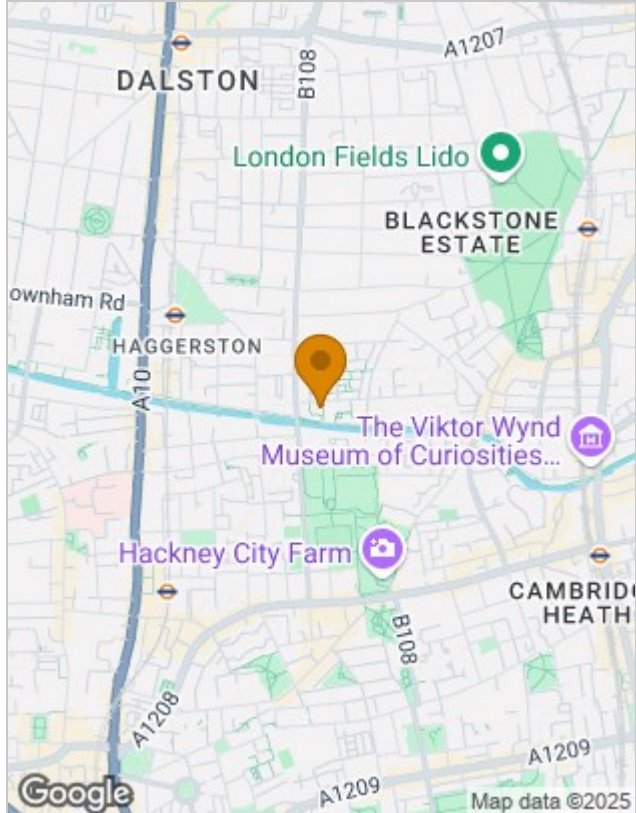 A1207
B108
DALSTON
London Fields Lido
BLACKSTONE
ESTATE
ownham Rd
HAGGERSTON
A10
The Viktor Wynd
Museum of Curiosities...
Hackney City Farm
CAMBRIDG
HEATH
B108
A1208
A1209
A1209
Google
Map data ©2025